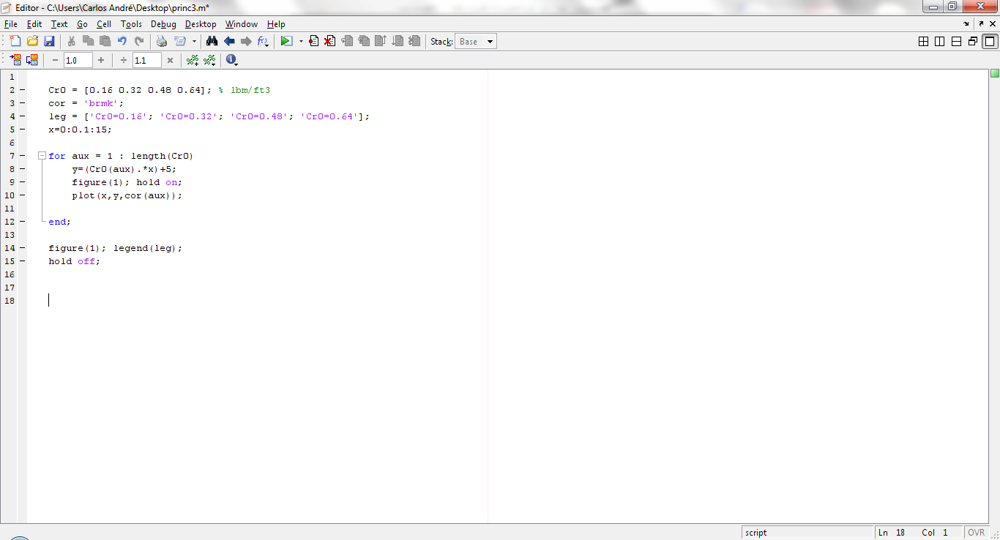 Editor - C:\Users\Carlos André\Desktop\princ3.m*
File Edit Text Go Cell Tools Debug Desktop Window Help
Stack: Base
1.0 1.1
1
2 Cr0 = [0.16 0.32 0.48 0.64]; % lbm/ft3
3 cor = 'brmk';
4 leg = ['Cr0=0.16'; 'Cr0=0.32'; 'Cr0=0.48'; 'Cr0=0.64'];
5 x=0:0.1:15;
6
7 for aux = 1 : length(Cr0)
8 y=(Cr0(aux).*x)+5;
9 figure(1); hold on;
10 plot(x,y,cor(aux));
11
12 end;
13
14 figure(1); legend(leg);
15 hold off;
16
17
18
script Ln 18 Col 1 OVR